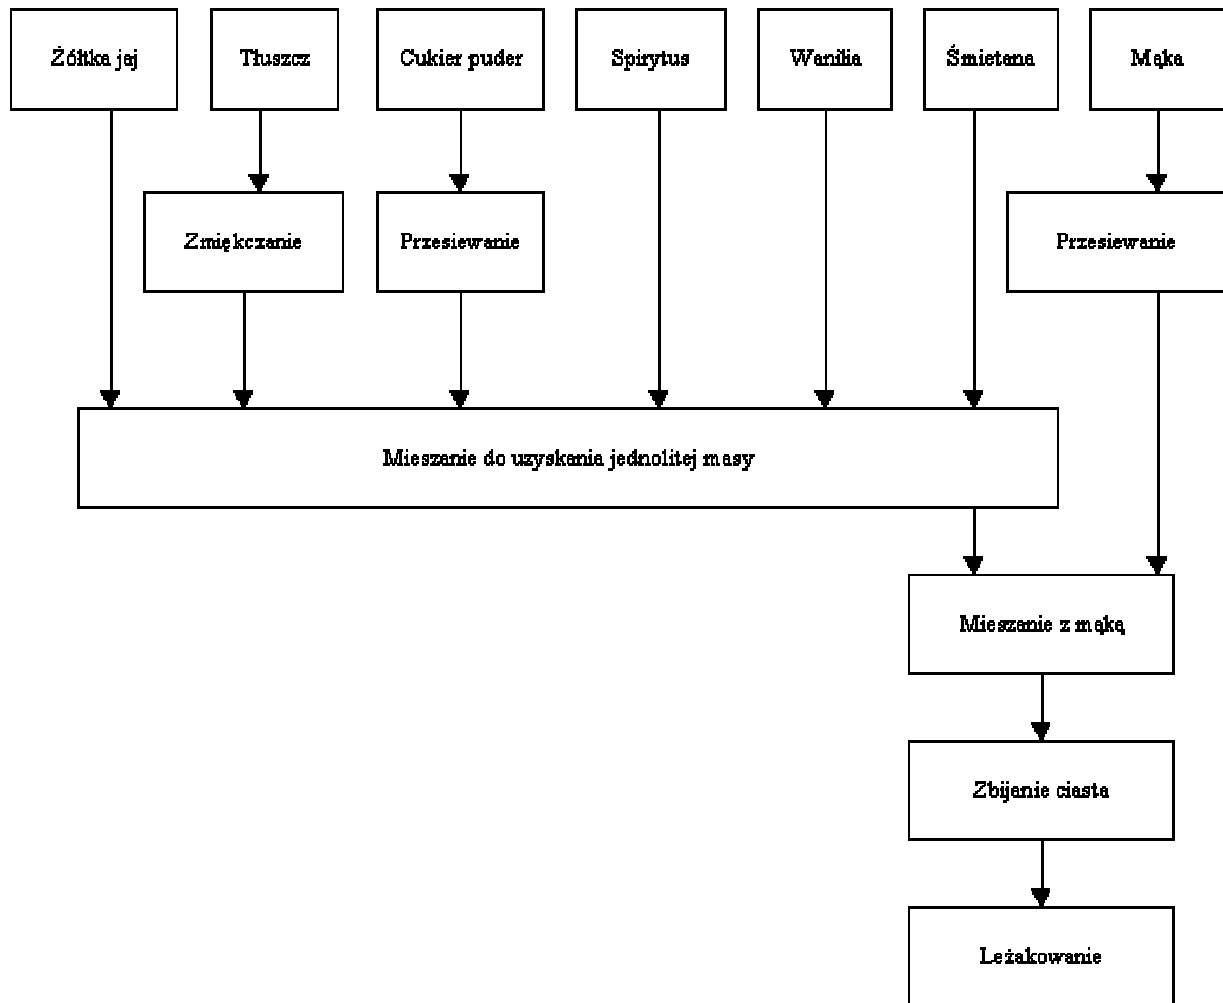 Żółtka jaj
Tłuszcz
Cukier puder
Spirytus
Wanilia
Śmietana
Mąka
Zmiękczanie
Przesiewanie
Przesiewanie
Mieszanie do uzyskania jednolitej masy
Mieszanie z mąką
Zbijanie ciasta
Leżakowanie